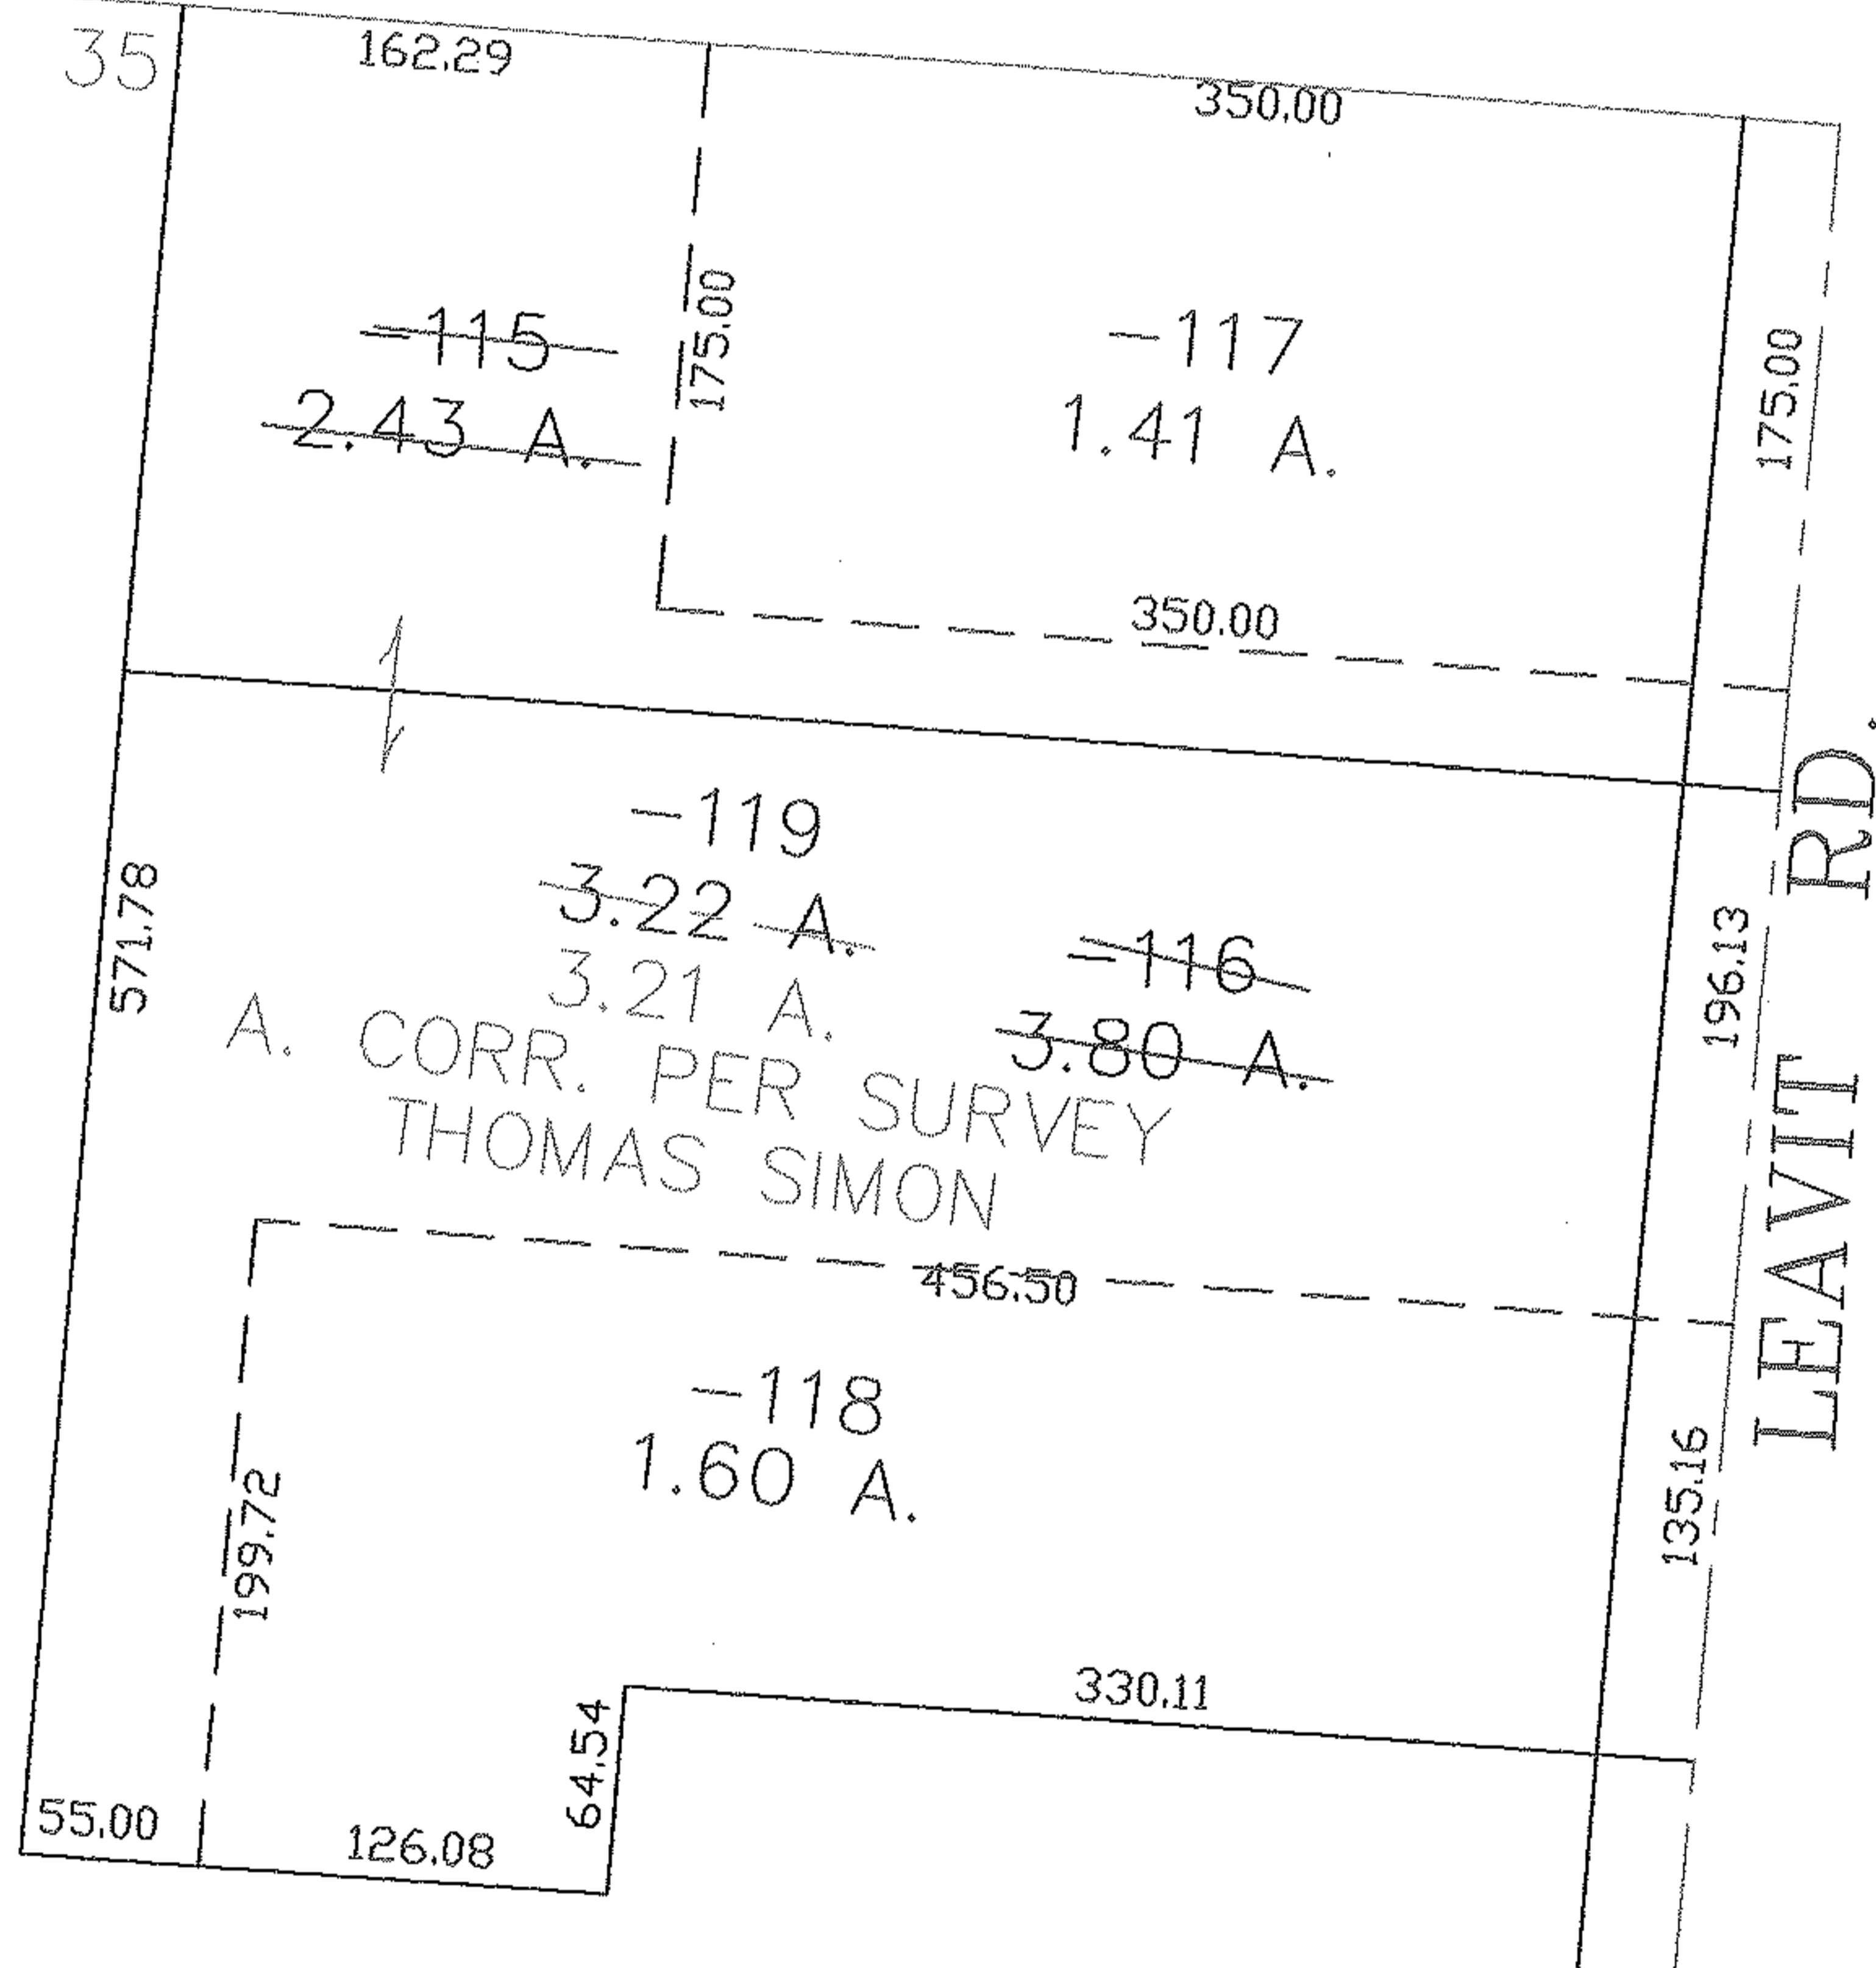 35
162.29
350.00
-115
2.43 A.
175.00
-117
1.41 A.
175.00
350.00
-119
3.22 A.
3.21 A.
A. CORR. PER SURVEY
THOMAS SIMON
-116
3.80 A.
571.78
196.13
LEAVIT RD.
456.50
-118
1.60 A.
199.72
135.16
330.11
64.54
55.00
126.08